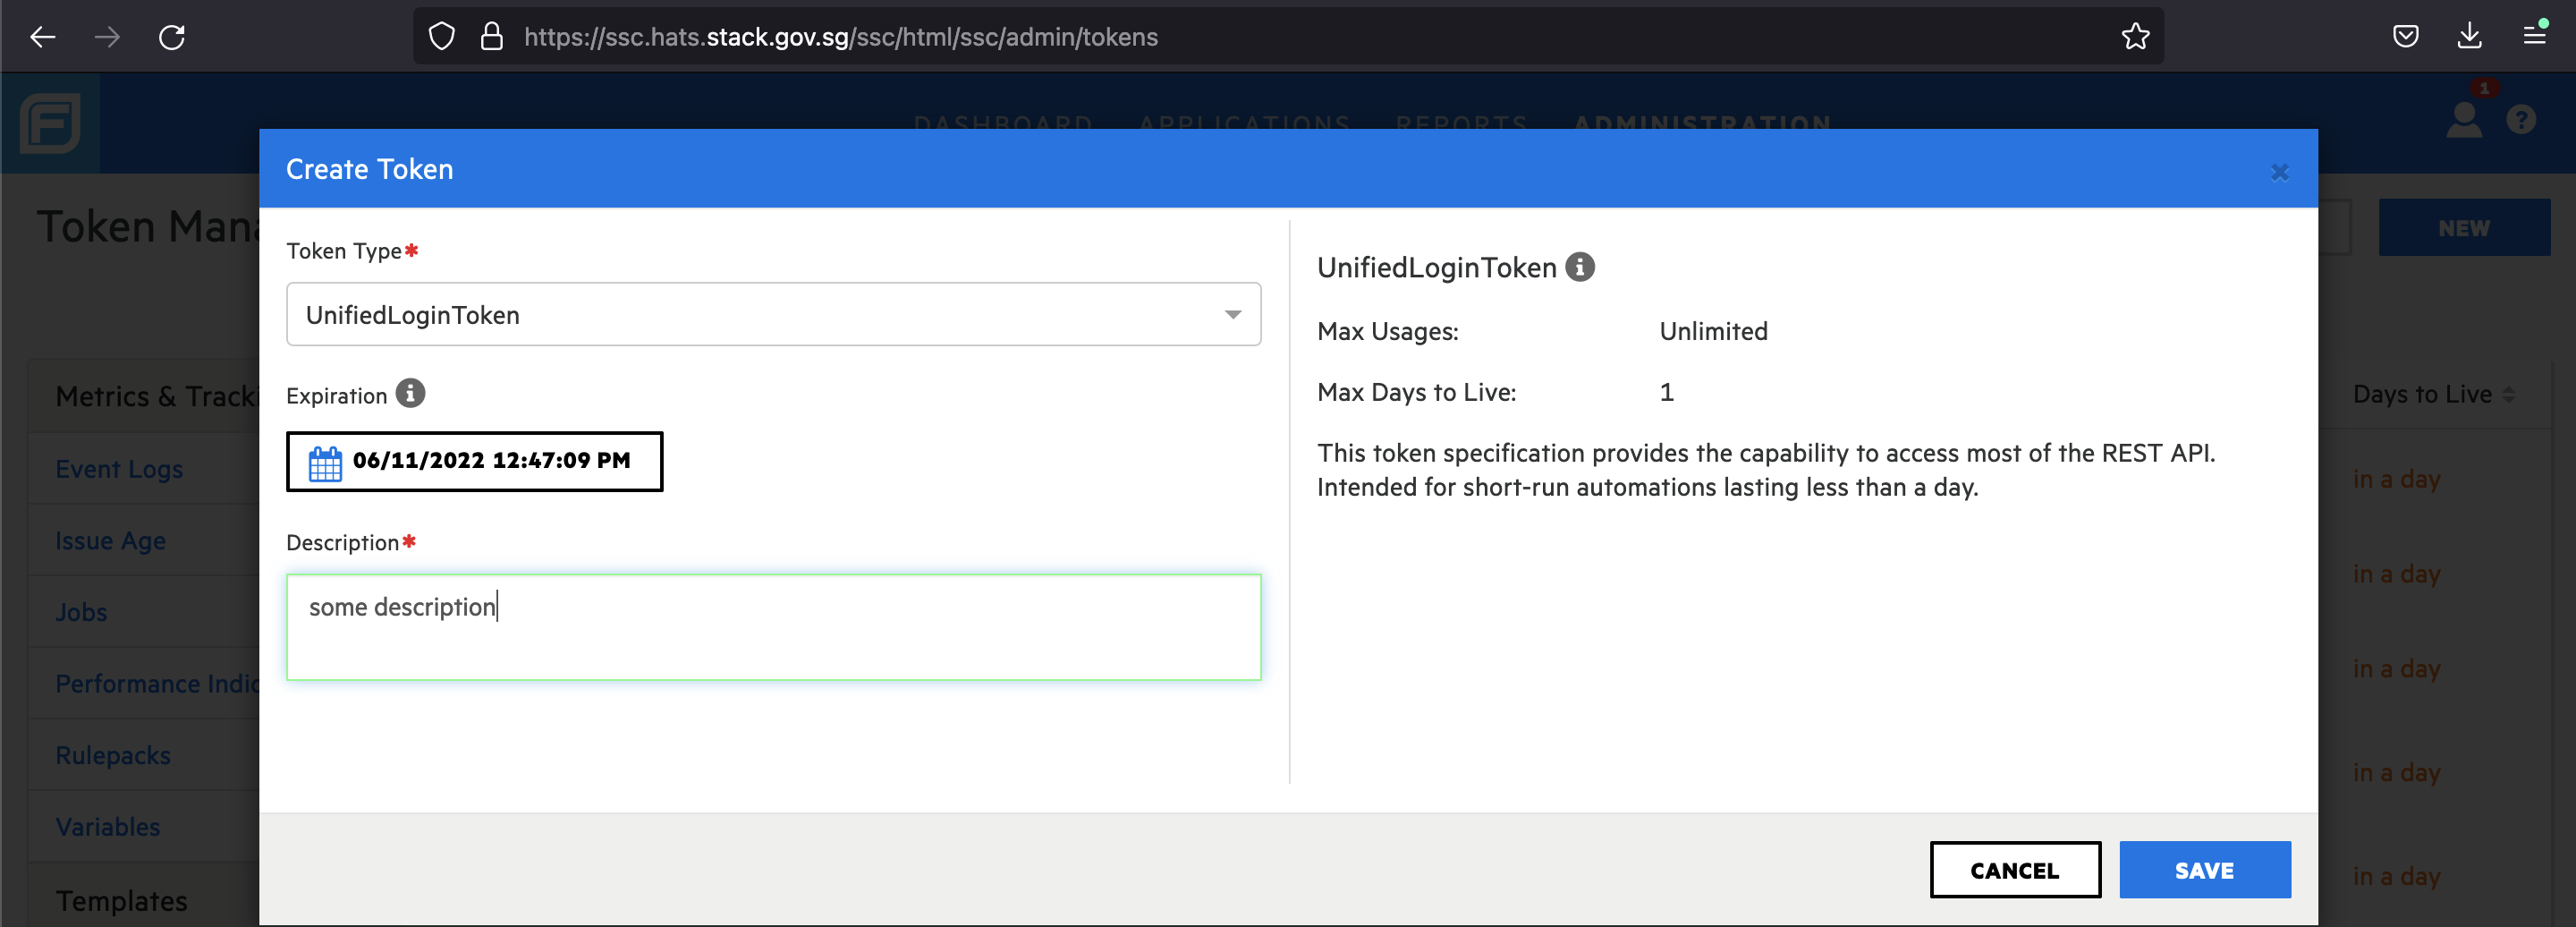 https://ssc.hats.stack.gov.sg/ssc/html/ssc/admin/tokens
1
DASHBOARD APPLICATIONS REPORTS ADMINISTRATION
?
Create Token
Token Mana
NEW
Token Type*
UnifiedLoginToken
UnifiedLoginToken
Max Usages: Unlimited
Expiration
Max Days to Live: 1
06/11/2022 12:47:09 PM
This token specification provides the capability to access most of the REST API.
Intended for short-run automations lasting less than a day.
Description*
some description
CANCEL
SAVE
Metrics & Tracki
Event Logs
Issue Age
Jobs
Performance Indic
Rulepacks
Variables
Templates
Days to Live
in a day
in a day
in a day
in a day
in a day